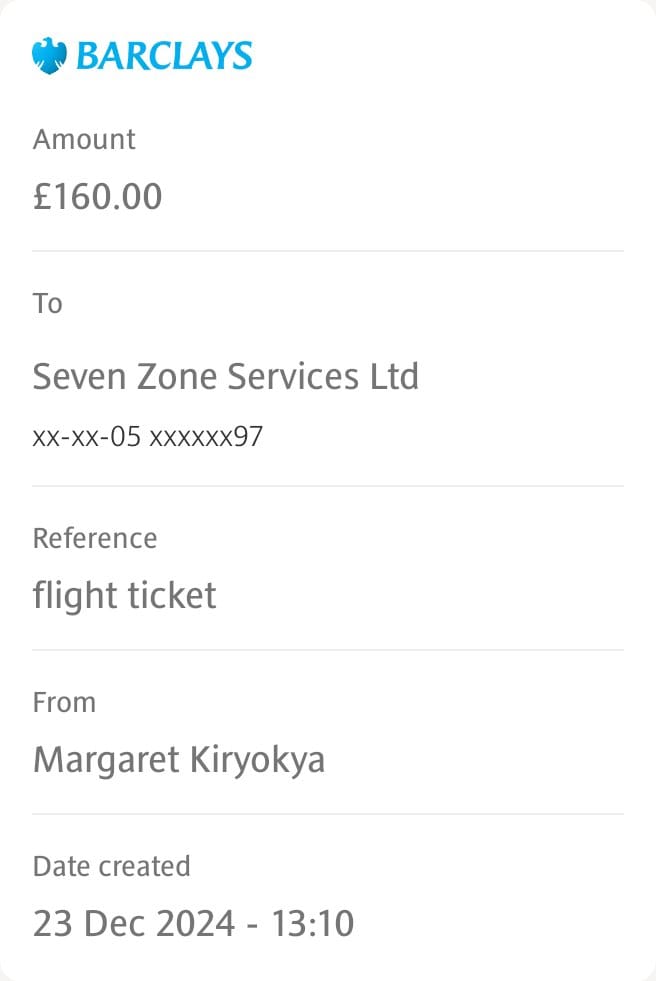 BARCLAYS
Amount
£160.00
To
Seven Zone Services Ltd
xx-xx-05 xxxxxx97
Reference
flight ticket
From
Margaret Kiryokya
Date created
23 Dec 2024 - 13:10